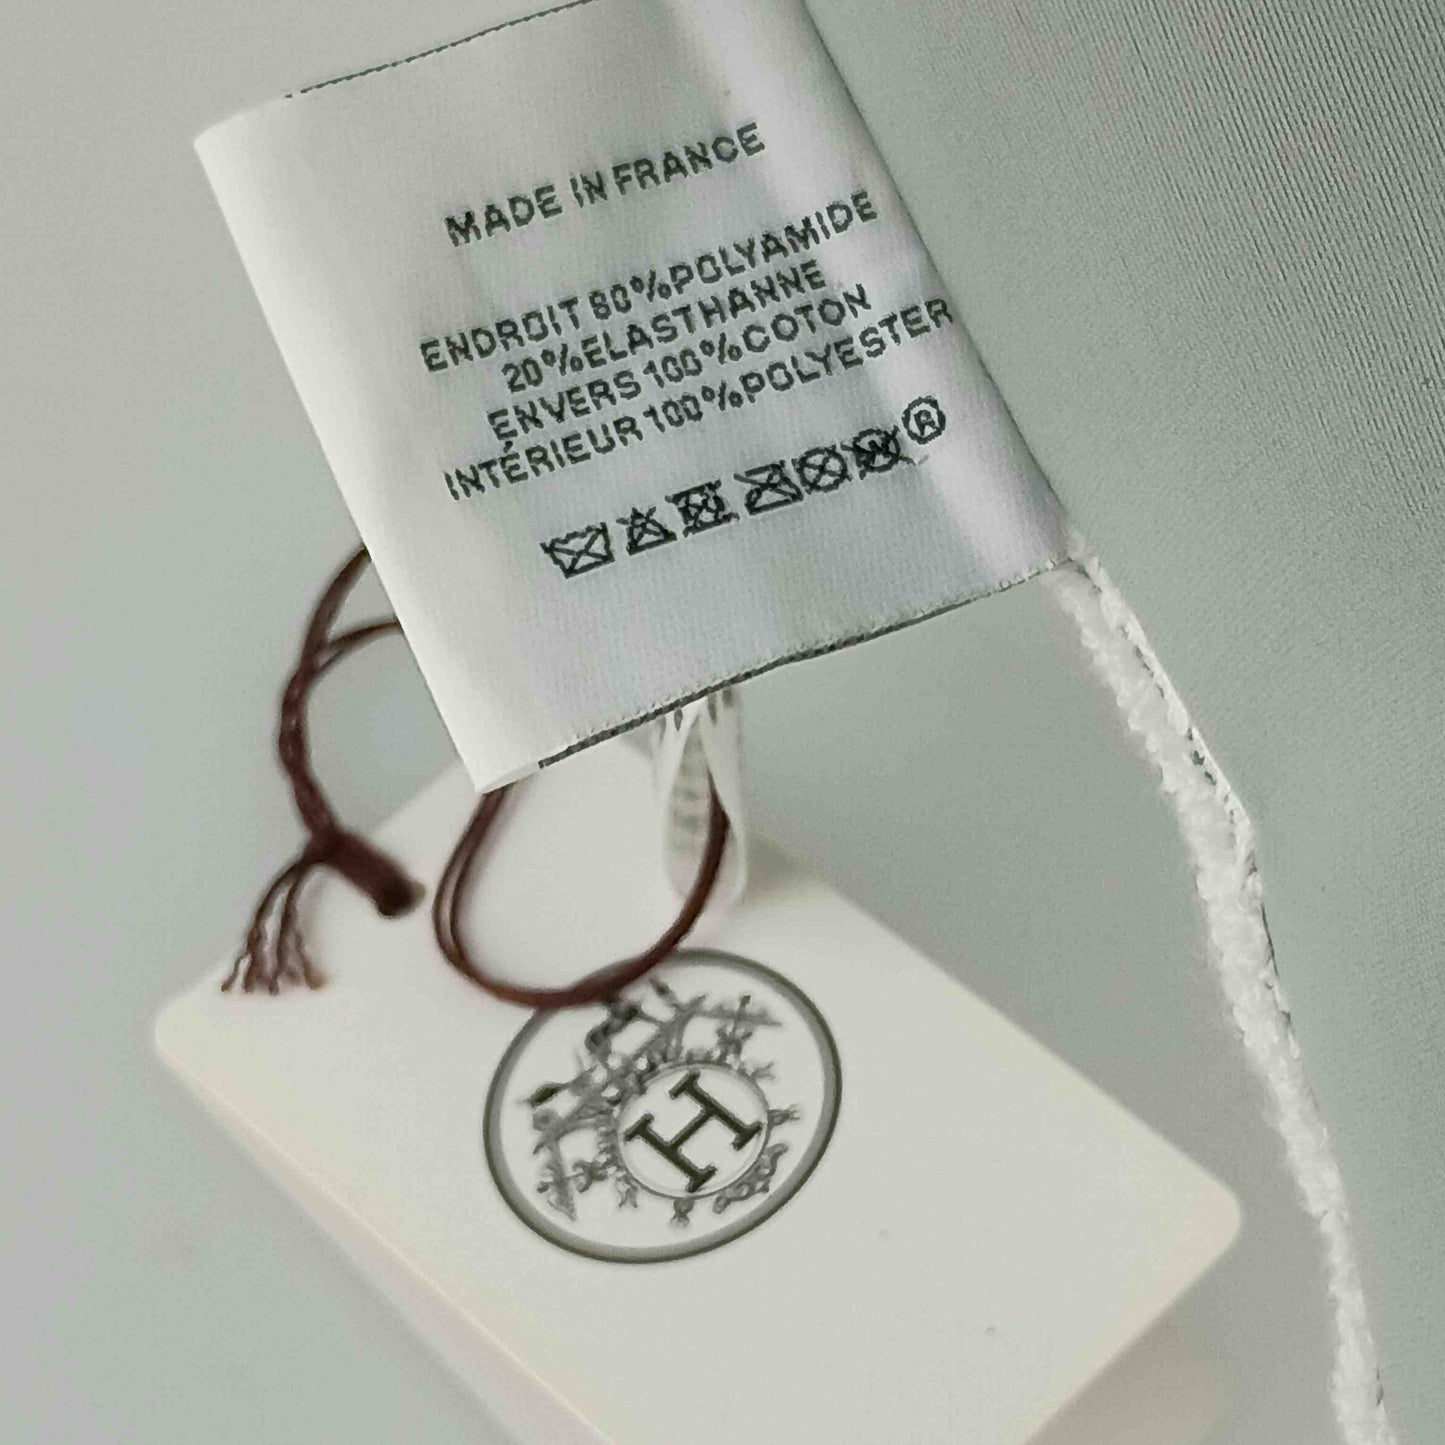 MADE IN FRANCE
ENDROIT 80%POLYAMIDE
20%ELASTHANNE
ENVERS 100%COTON
INTÉRIEUR 100%POLYESTER
®
H